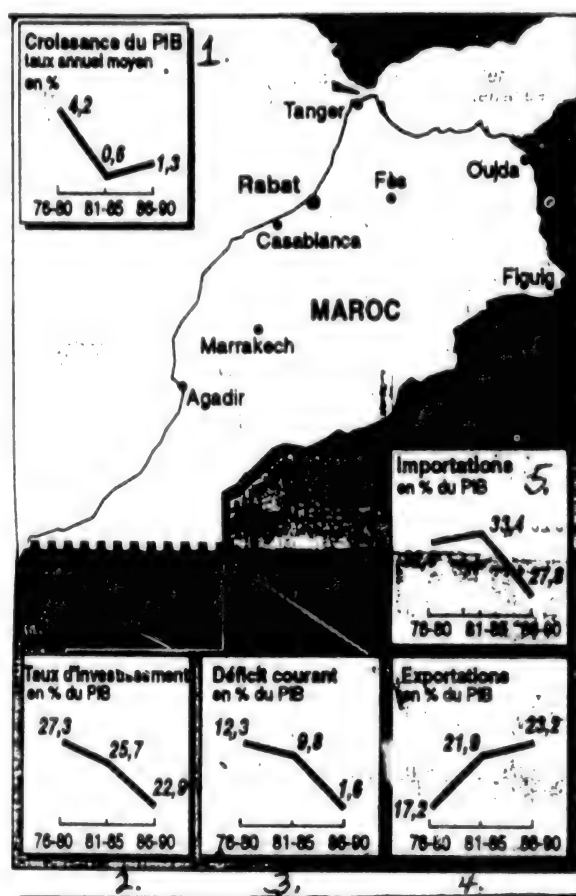 Croissance du PIB
taux annuel moyen
en %
1.
4,2
0,6
1,3
76-80 81-85 86-90
Tanger
Oujda
Rabat
Fès
Casablanca
Figuig
MAROC
Marrakech
Agadir
Importations
en % du PIB
5.
33,4
27,8
76-80 81-85 86-90
Taux d'investissement
en % du PIB
27,3
25,7
22,9
76-80 81-85 86-90
2.
Déficit courant
en % du PIB
12,3
9,8
1,6
76-80 81-85 86-90
3.
Exportations
en % du PIB
17,2
21,8
23,2
76-80 81-85 86-90
4.